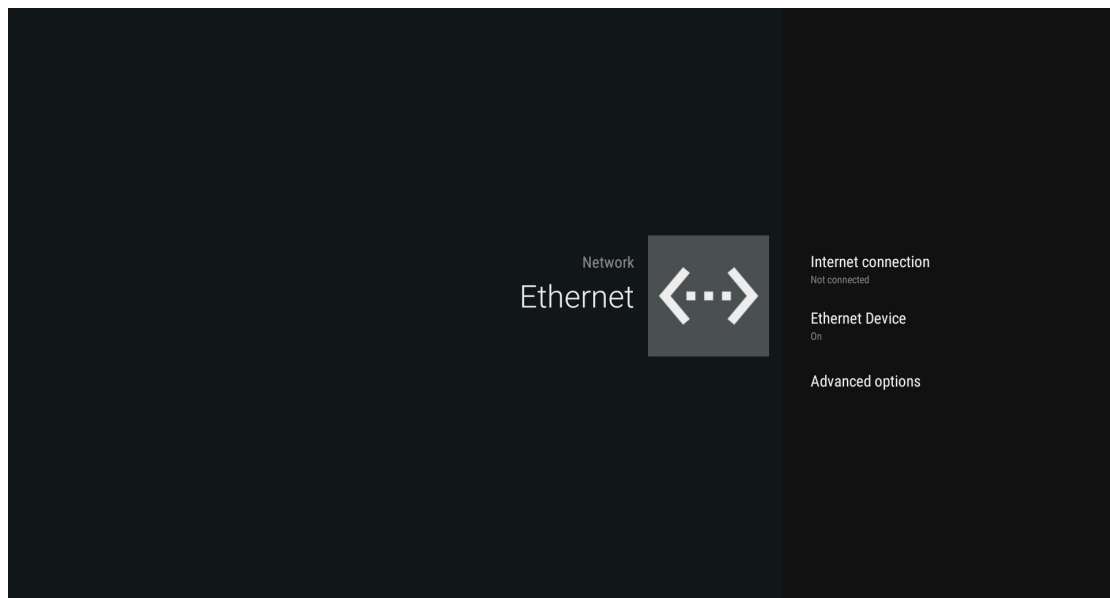 Network
Ethernet
Internet connection
Not connected
Ethernet Device
On
Advanced options